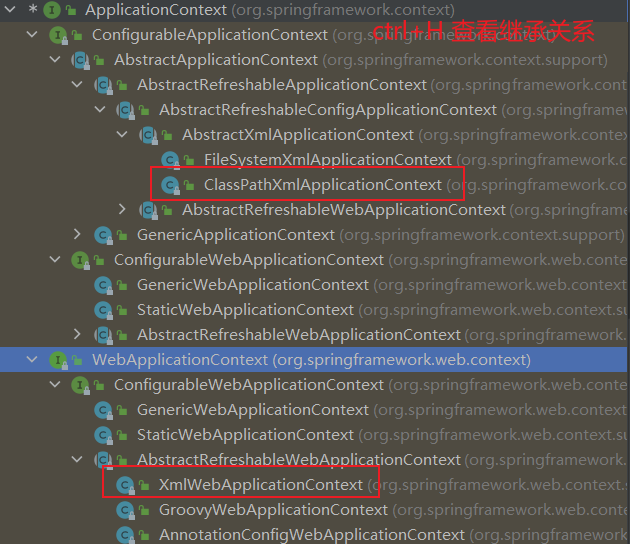 ApplicationContext (org.springframework.context)
ctrl+H 查看继承关系
ConfigurableApplicationContext (org.springframework.context)
AbstractApplicationContext (org.springframework.context.support)
AbstractRefreshableApplicationContext (org.springframework.cont
AbstractRefreshableConfigApplicationContext (org.springframew
AbstractXmlApplicationContext (org.springframework.contex
FileSystemXmlApplicationContext (org.springframework.c
ClassPathXmlApplicationContext (org.springframework.co
AbstractRefreshableWebApplicationContext (org.springframe
GenericApplicationContext (org.springframework.context.support)
ConfigurableWebApplicationContext (org.springframework.web.conte
GenericWebApplicationContext (org.springframework.web.context.
StaticWebApplicationContext (org.springframework.web.context.su
AbstractRefreshableWebApplicationContext (org.springframework.
WebApplicationContext (org.springframework.web.context)
ConfigurableWebApplicationContext (org.springframework.web.conte
GenericWebApplicationContext (org.springframework.web.context.
StaticWebApplicationContext (org.springframework.web.context.su
AbstractRefreshableWebApplicationContext (org.springframework.
XmlWebApplicationContext (org.springframework.web.context.s
GroovyWebApplicationContext (org.springframework.web.conte
AnnotationConfigWebApplicationContext (org.springframework